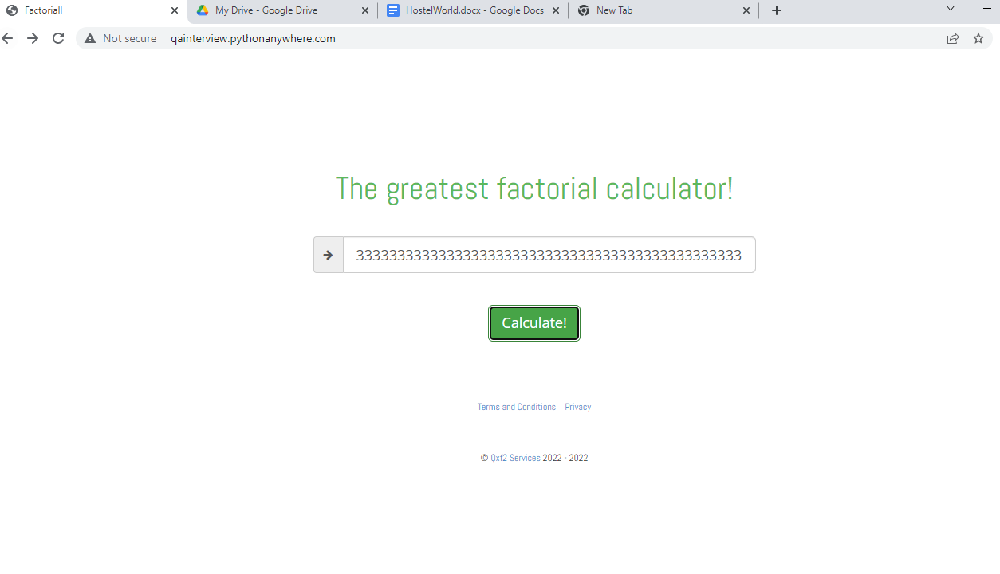 Factoriall
My Drive - Google Drive
HostelWorld.docx - Google Docs
New Tab
Not secure
qainterview.pythonanywhere.com
The greatest factorial calculator!
33333333333333333333333333333333333333333333333
Calculate!
Terms and Conditions Privacy
© Qxf2 Services 2022 - 2022